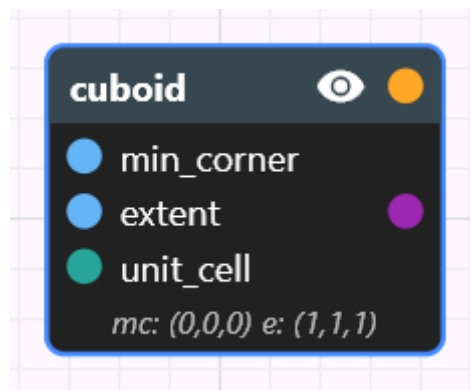 cuboid
min_corner
extent
unit_cell
mc: (0,0,0) e: (1,1,1)